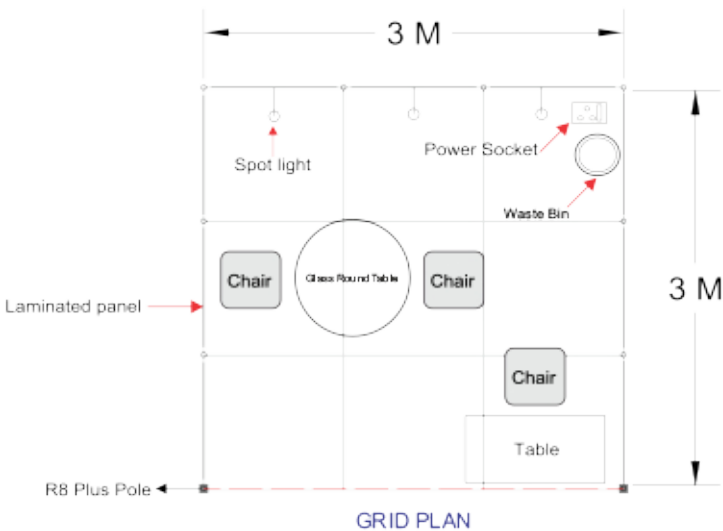 3 M
Spot light
Power Socket
Waste Bin
Chair
Glass Round Table
Chair
3 M
Laminated panel
Chair
Table
R8 Plus Pole
GRID PLAN